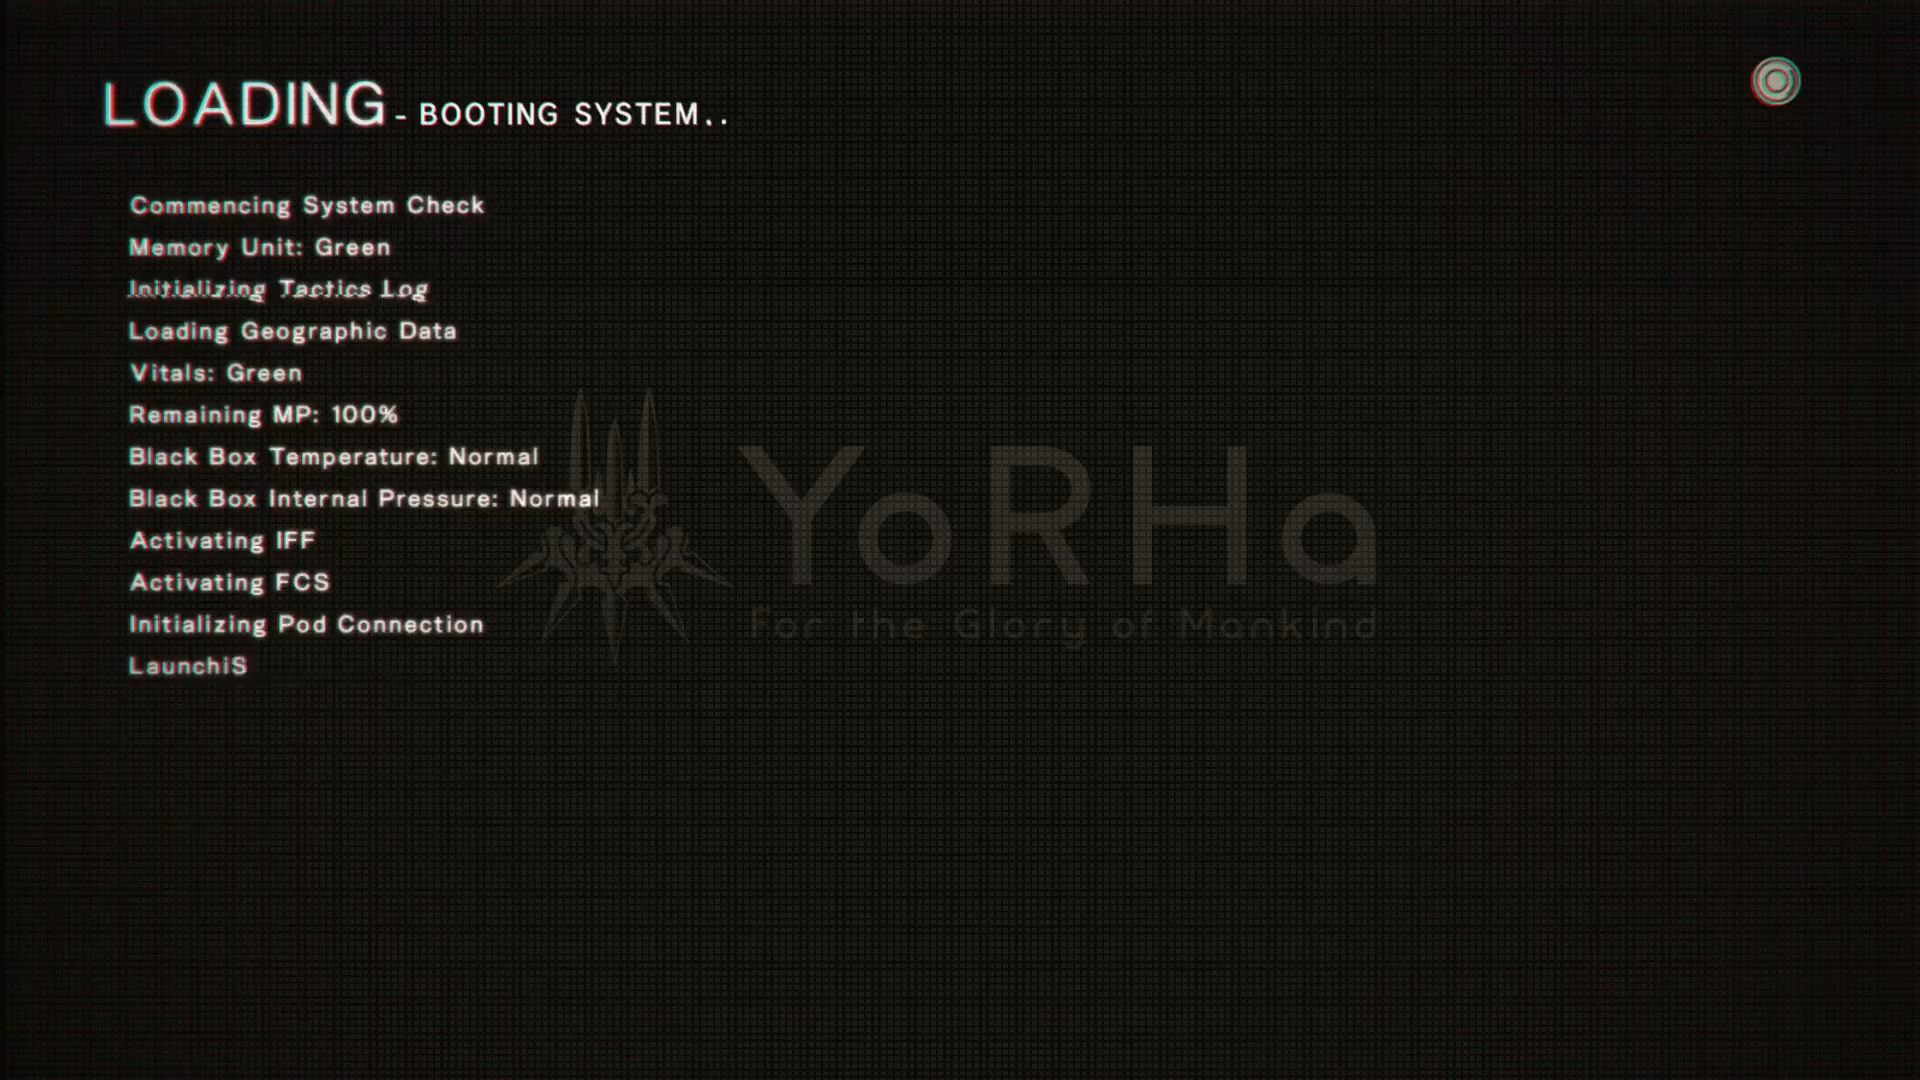 LOADING - BOOTING SYSTEM..
Commencing System Check
Memory Unit: Green
Initializing Tactics Log
Loading Geographic Data
Vitals: Green
Remaining MP: 100%
Black Box Temperature: Normal
Black Box Internal Pressure: Normal
Activating IFF
Activating FCS
Initializing Pod Connection
LaunchiS
YoRHa
For the Glory of Mankind